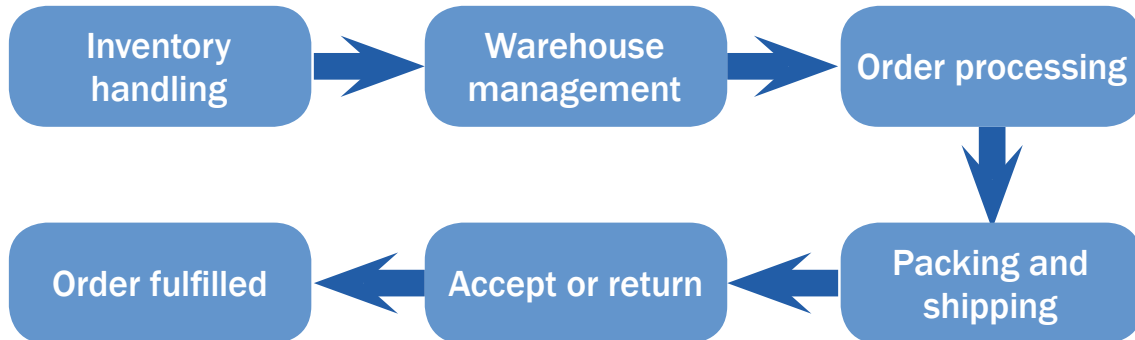 Inventory
handling
Warehouse
management
Order processing
Packing and
shipping
Accept or return
Order fulfilled